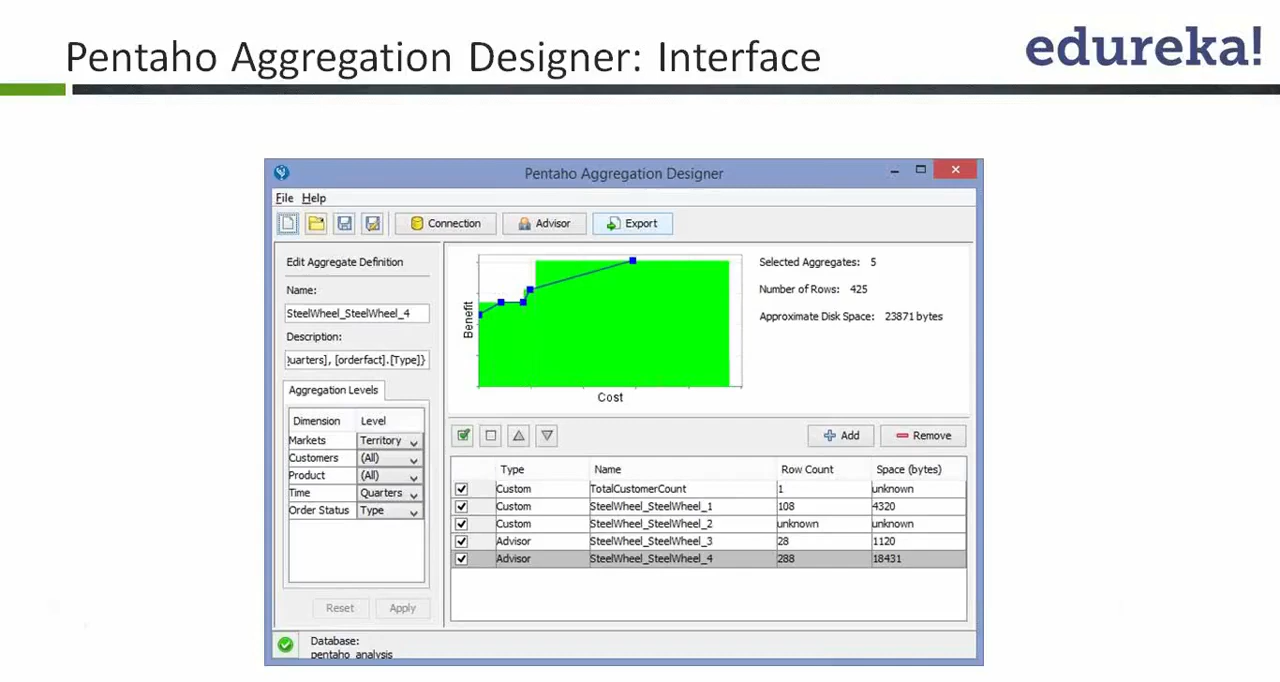 Pentaho Aggregation Designer: Interface
edureka!
Pentaho Aggregation Designer
File Help
Connection Advisor Export
Edit Aggregate Definition
Name:
SteelWheel_SteelWheel_4
Description:
[orderfact].[Type]}
Aggregation Levels
Dimension Level
Markets Territory
Customers (All)
Product (All)
Time Quarters
Order Status Type
Reset Apply
Benefit
Cost
Selected Aggregates: 5
Number of Rows: 425
Approximate Disk Space: 23871 bytes
Add Remove
Type Name Row Count Space (bytes)
Custom TotalCustomerCount 1 unknown
Custom SteelWheel_SteelWheel_1 108 4320
Custom SteelWheel_SteelWheel_2 unknown unknown
Advisor SteelWheel_SteelWheel_3 28 1120
Advisor SteelWheel_SteelWheel_4 288 18431
Database:
pentaho_analysis